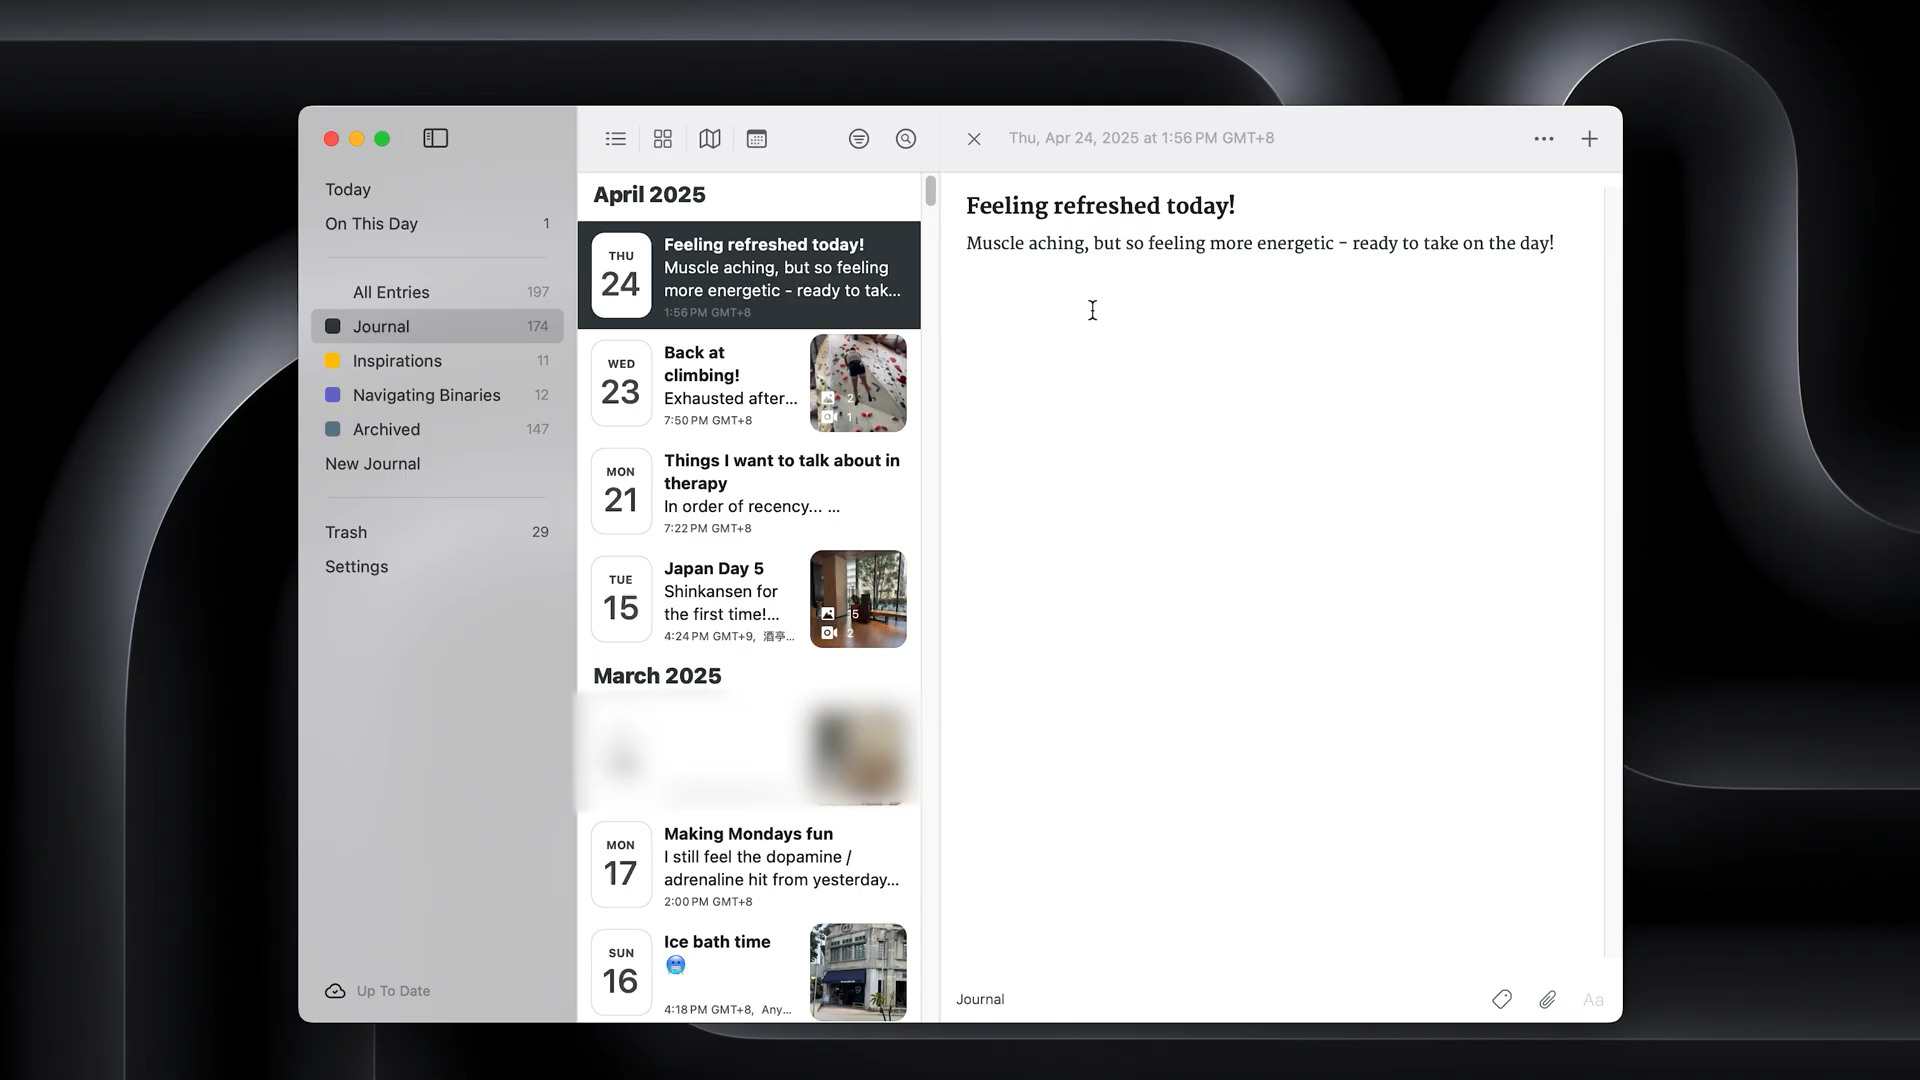 Today
On This Day 1
All Entries 197
Journal 174
Inspirations 11
Navigating Binaries 12
Archived 147
New Journal
Trash 29
Settings
Up To Date
April 2025
THU
24
Feeling refreshed today!
Muscle aching, but so feeling
more energetic - ready to tak...
1:56 PM GMT+8
WED
23
Back at
climbing!
Exhausted after...
7:50 PM GMT+8
2
1
MON
21
Things I want to talk about in
therapy
In order of recency... ...
7:22 PM GMT+8
TUE
15
Japan Day 5
Shinkansen for
the first time!...
4:24 PM GMT+9, 酒亭...
15
2
March 2025
MON
17
Making Mondays fun
I still feel the dopamine /
adrenaline hit from yesterday...
2:00 PM GMT+8
SUN
16
Ice bath time
🥶
4:18 PM GMT+8, Any...
Thu, Apr 24, 2025 at 1:56 PM GMT+8
Feeling refreshed today!
Muscle aching, but so feeling more energetic - ready to take on the day!
Journal
Aa